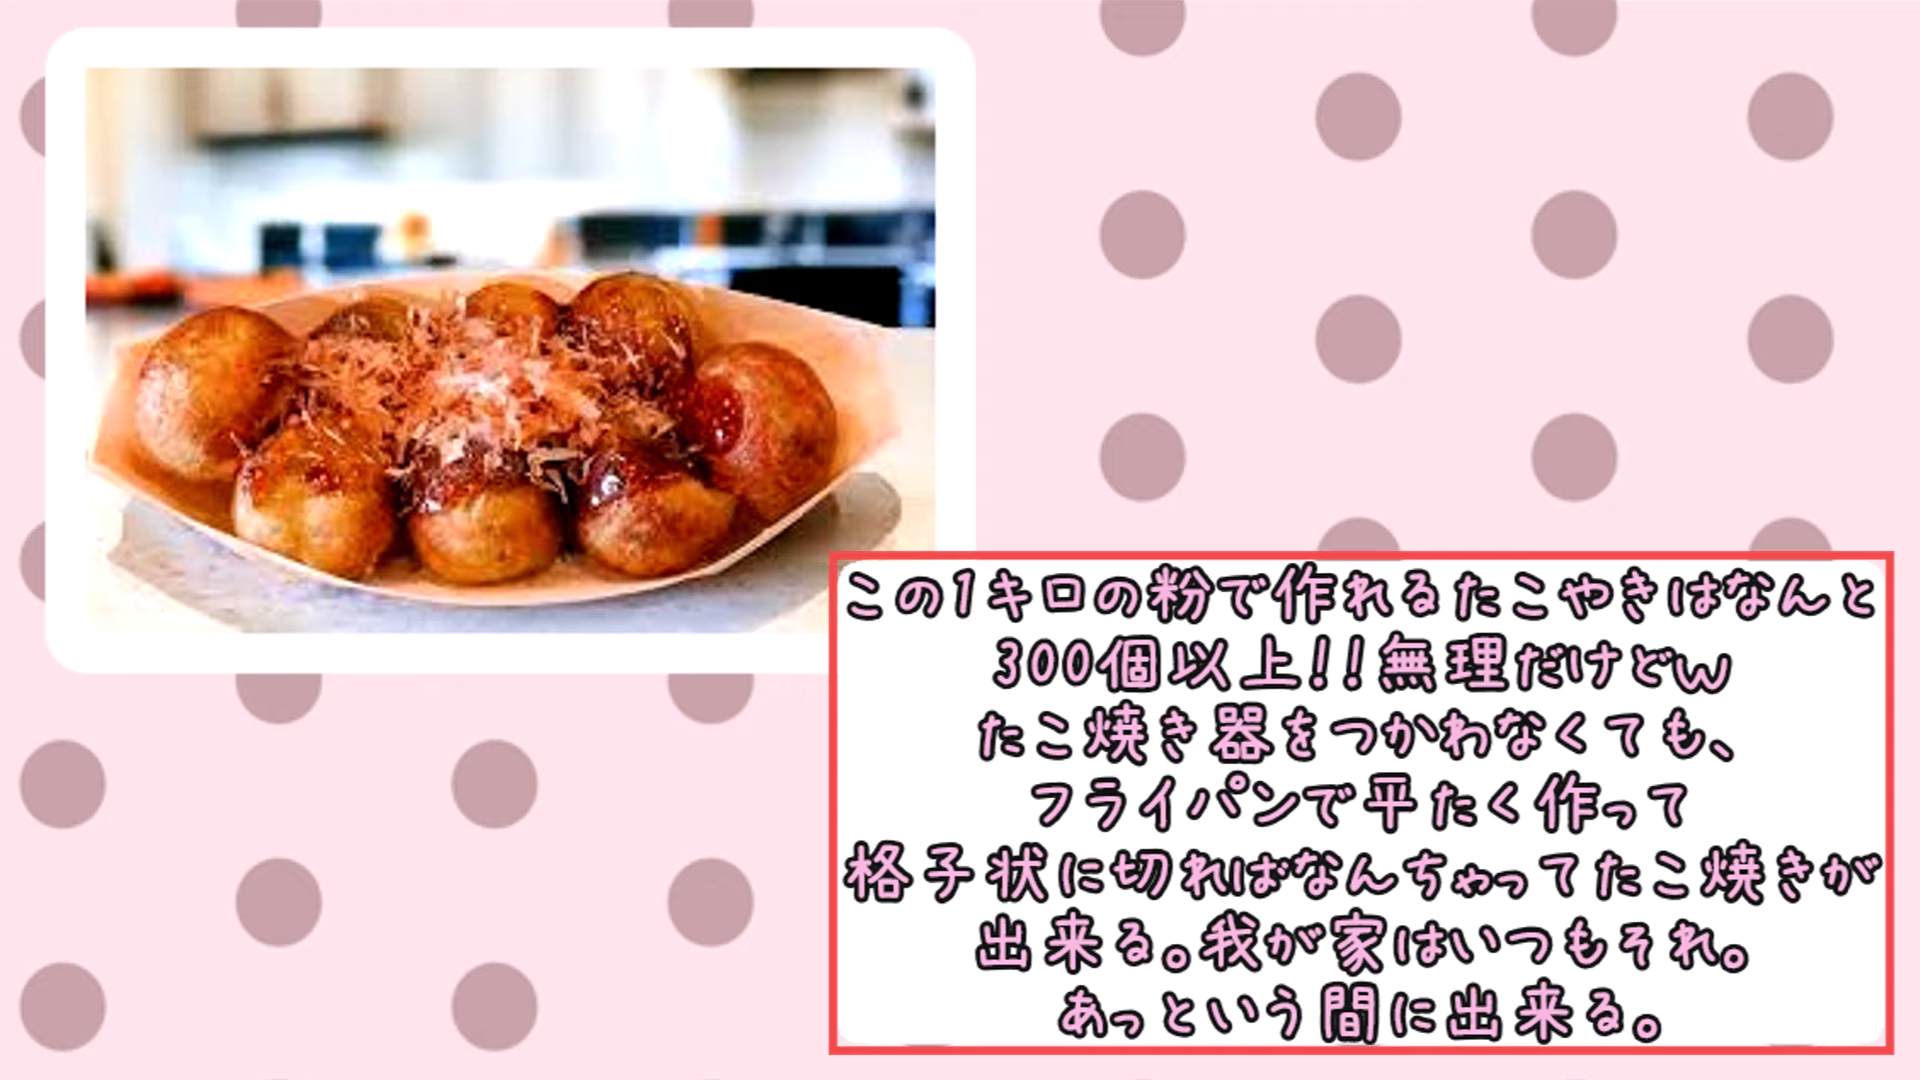 この1キロの粉で作れるたこやきはなんと
300個以上!!無理だけどw
たこ焼き器をつかわなくても、
フライパンで平たく作って
格子状に切ればなんちゃってたこ焼きが
出来る。我が家はいつもそれ。
あっという間に出来る。